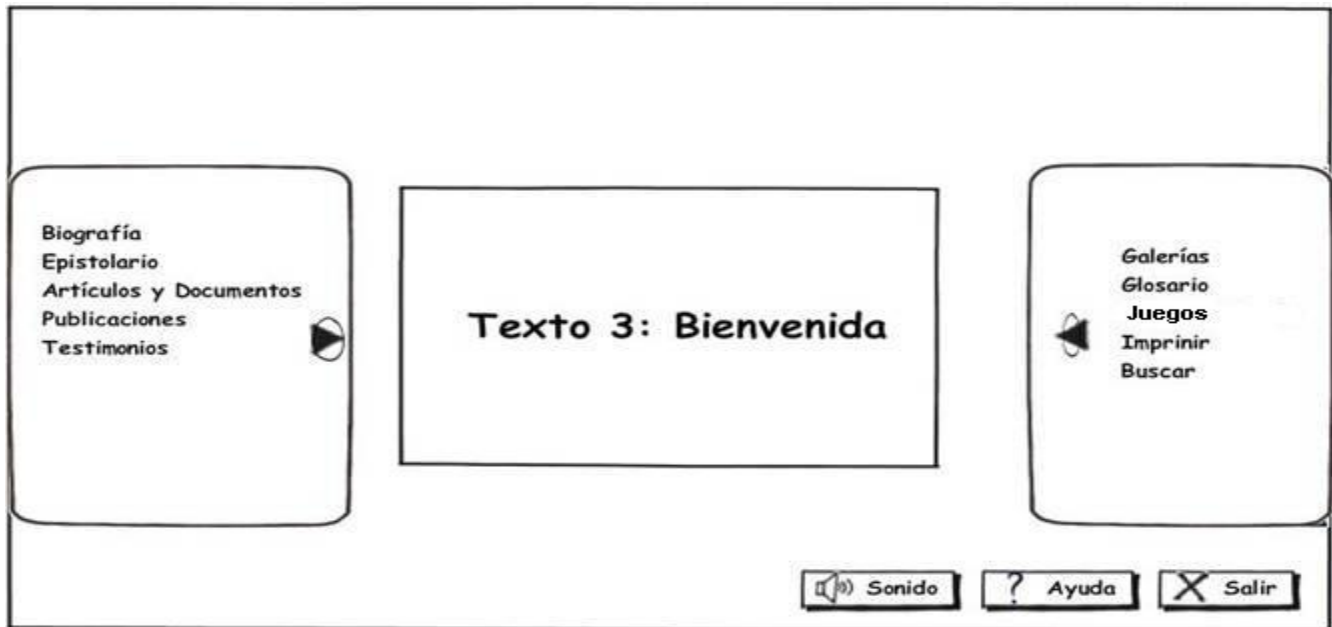 Biografía
Epistolario
Artículos y Documentos
Publicaciones
Testimonios
Texto 3: Bienvenida
Galerías
Glosario
Juegos
Imprinir
Buscar
Sonido
? Ayuda
X Salir